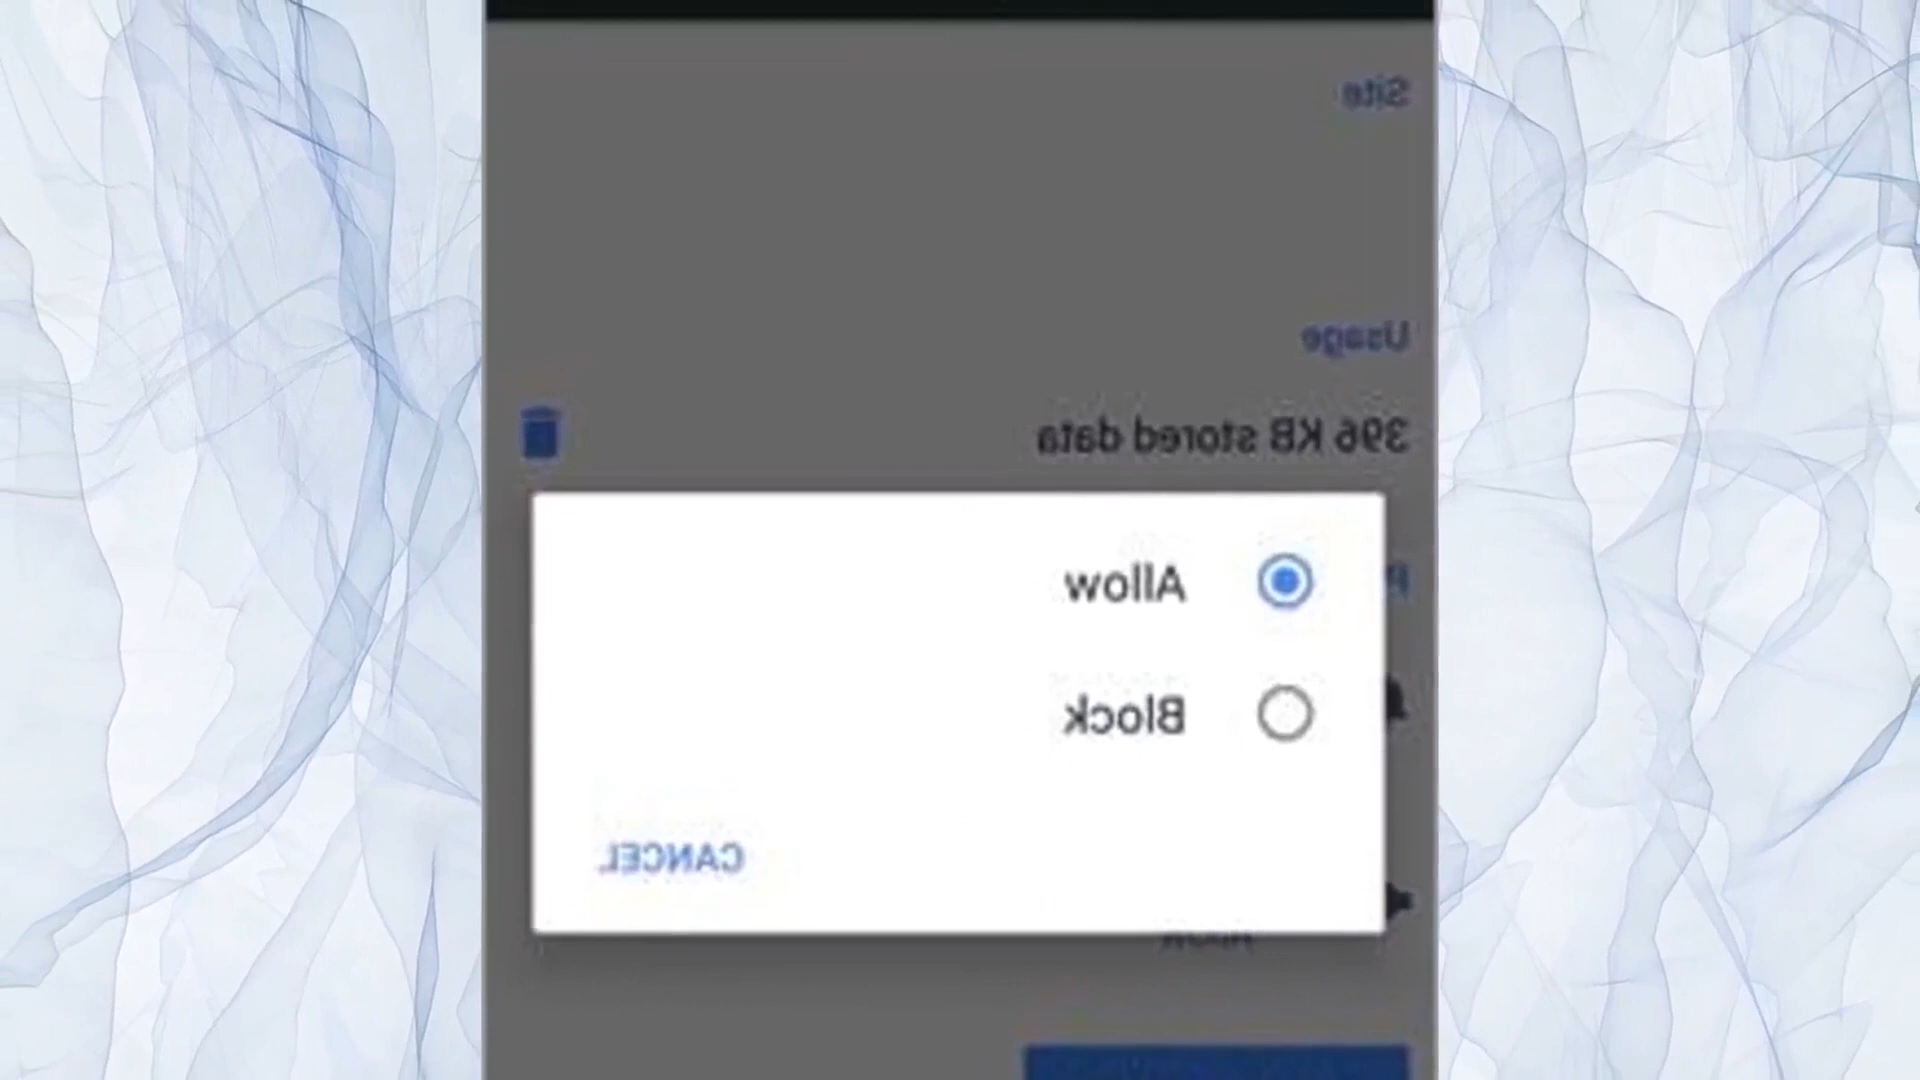 Site
Usage
396 KB stored data
Allow
Block
CANCEL